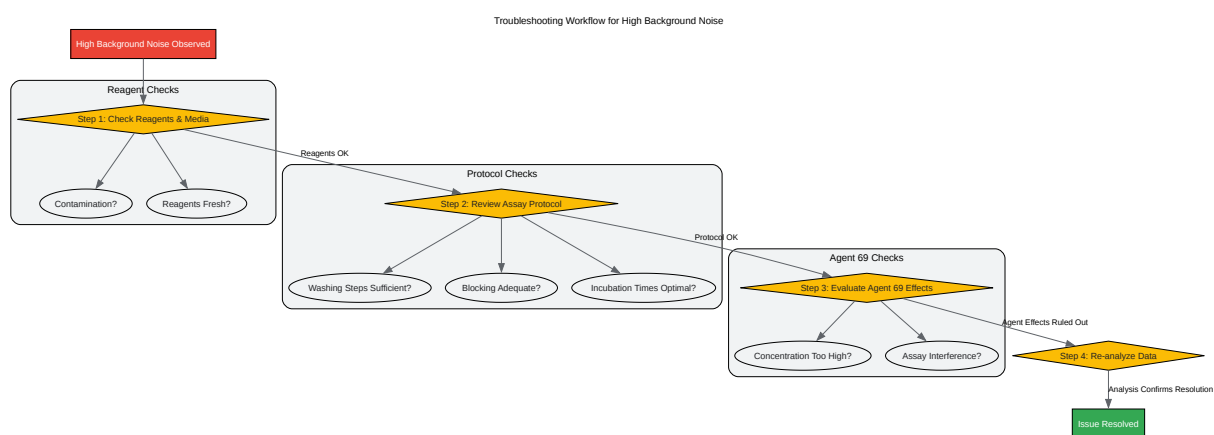 Troubleshooting Workflow for High Background Noise
High Background Noise Observed
Reagent Checks
Step 1: Check Reagents & Media
Contamination?
Reagents Fresh?
Reagents OK
Protocol Checks
Step 2: Review Assay Protocol
Washing Steps Sufficient?
Blocking Adequate?
Incubation Times Optimal?
Protocol OK
Agent 69 Checks
Step 3: Evaluate Agent 69 Effects
Concentration Too High?
Assay Interference?
Agent Effects Ruled Out
Step 4: Re-analyze Data
Analysis Confirms Resolution
Issue Resolved